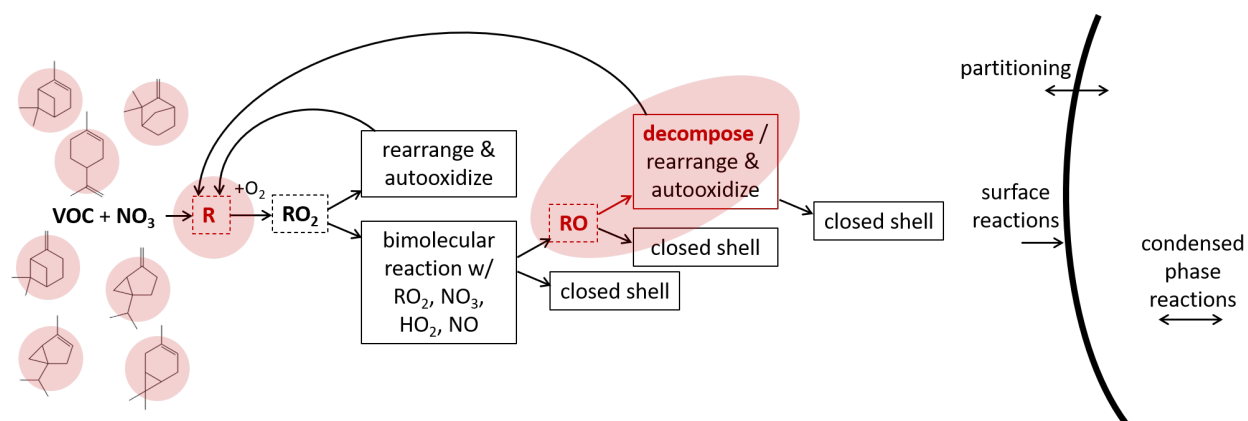 VOC + NO₃
R
+O₂
RO₂
rearrange &
autooxidize
bimolecular
reaction w/
RO₂, NO₃,
HO₂, NO
closed shell
RO
decompose /
rearrange &
autooxidize
closed shell
closed shell
partitioning
surface
reactions
condensed
phase
reactions